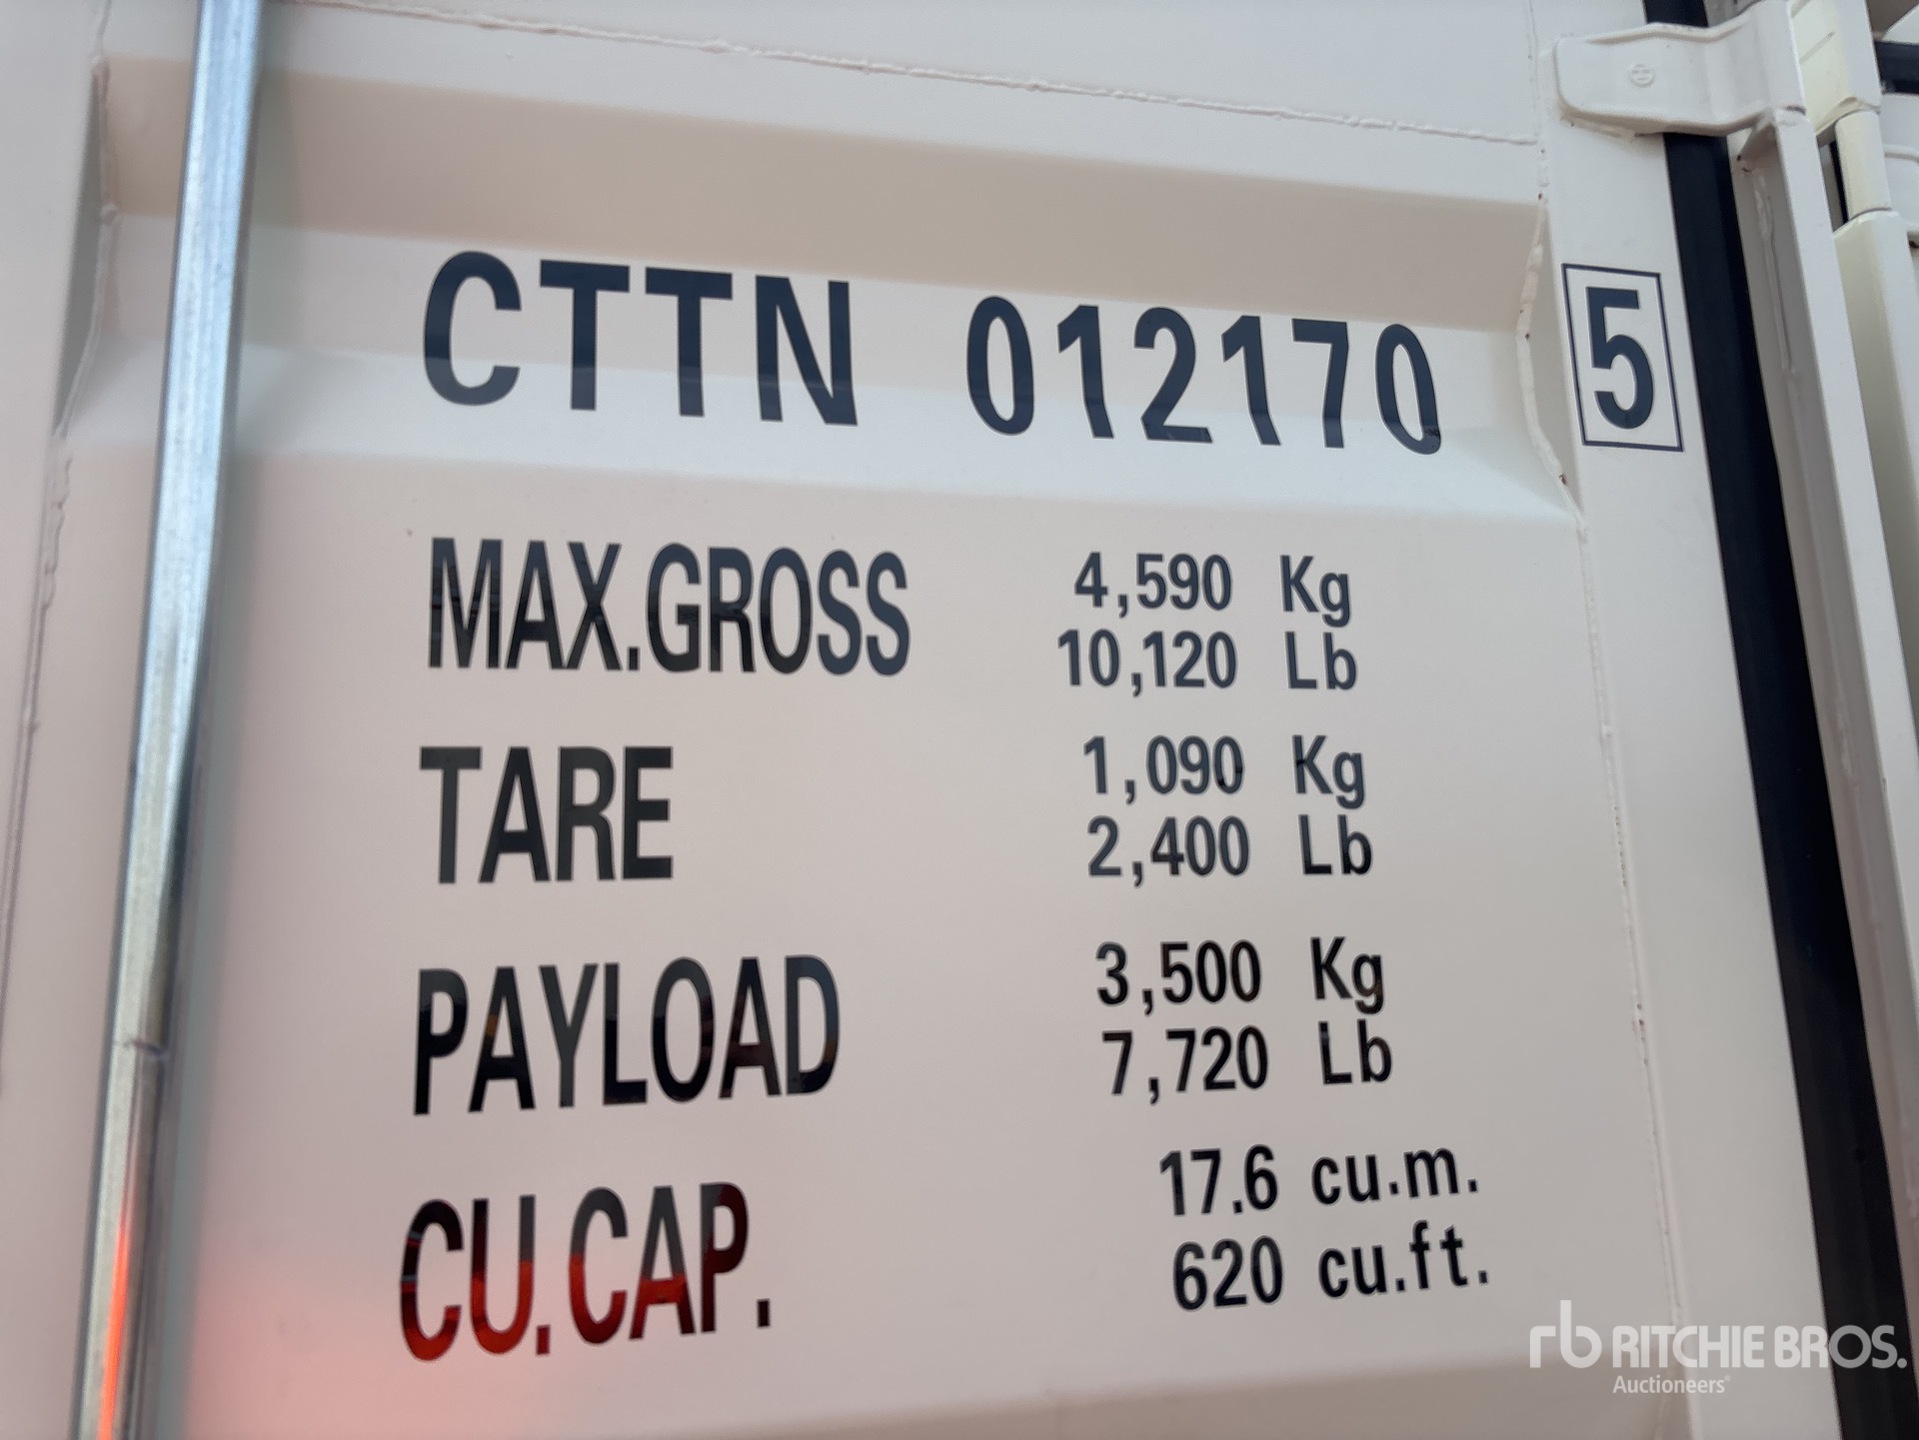 CTTN 012170 5
MAX.GROSS 4,590 Kg
10,120 Lb
TARE 1,090 Kg
2,400 Lb
PAYLOAD 3,500 Kg
7,720 Lb
CU.CAP. 17.6 cu.m.
620 cu.ft.
rb RITCHIE BROS.
Auctioneers